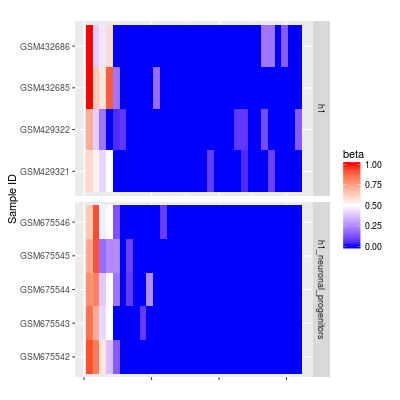 GSM432686
GSM432685
GSM429322
GSM429321
h1
GSM675546
GSM675545
GSM675544
GSM675543
GSM675542
h1_neuronal_progenitors
Sample ID
beta
1.00
0.75
0.50
0.25
0.00